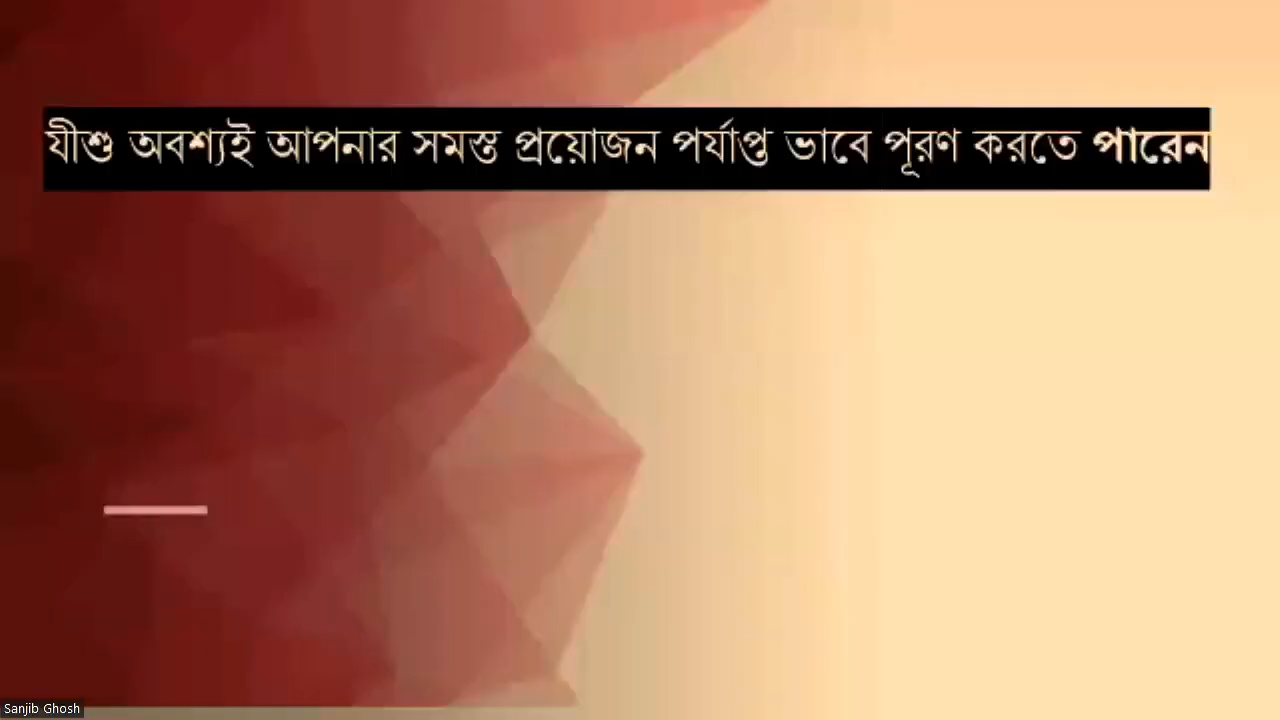 যীশু অবশ্যই আপনার সমস্ত প্রয়োজন পর্যাপ্ত ভাবে পূরণ করতে পারেন
Sanjib Ghosh